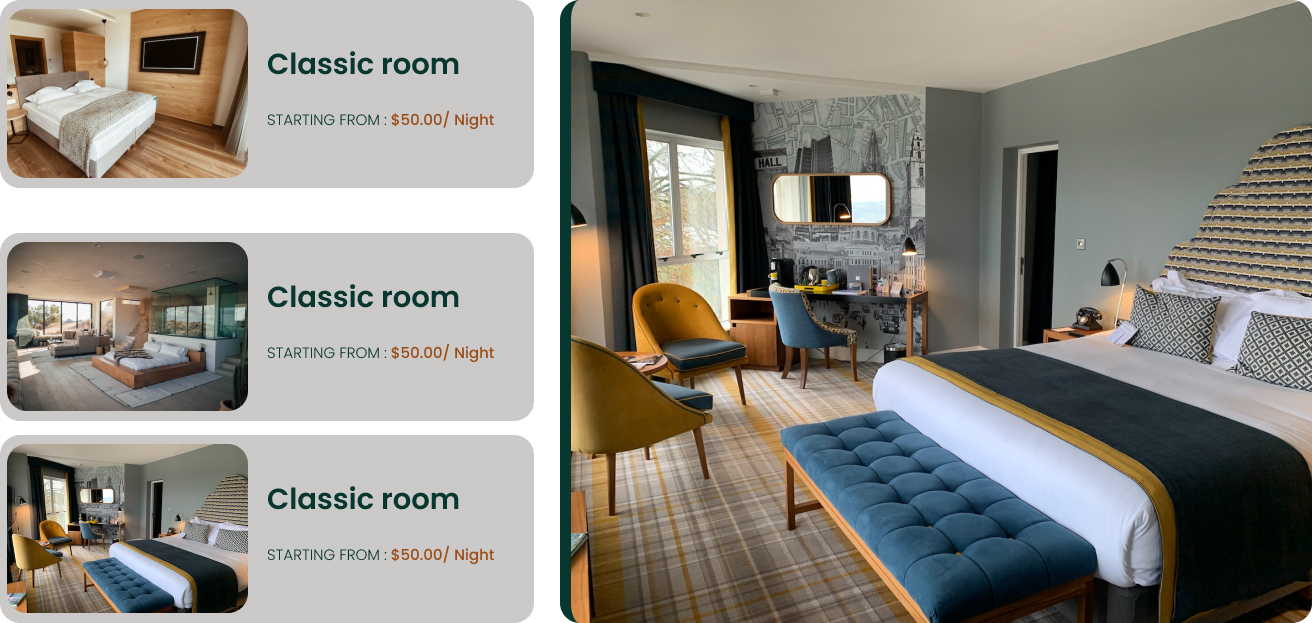 Classic room
STARTING FROM : $50.00/ Night
Classic room
STARTING FROM : $50.00/ Night
Classic room
STARTING FROM : $50.00/ Night
HALL